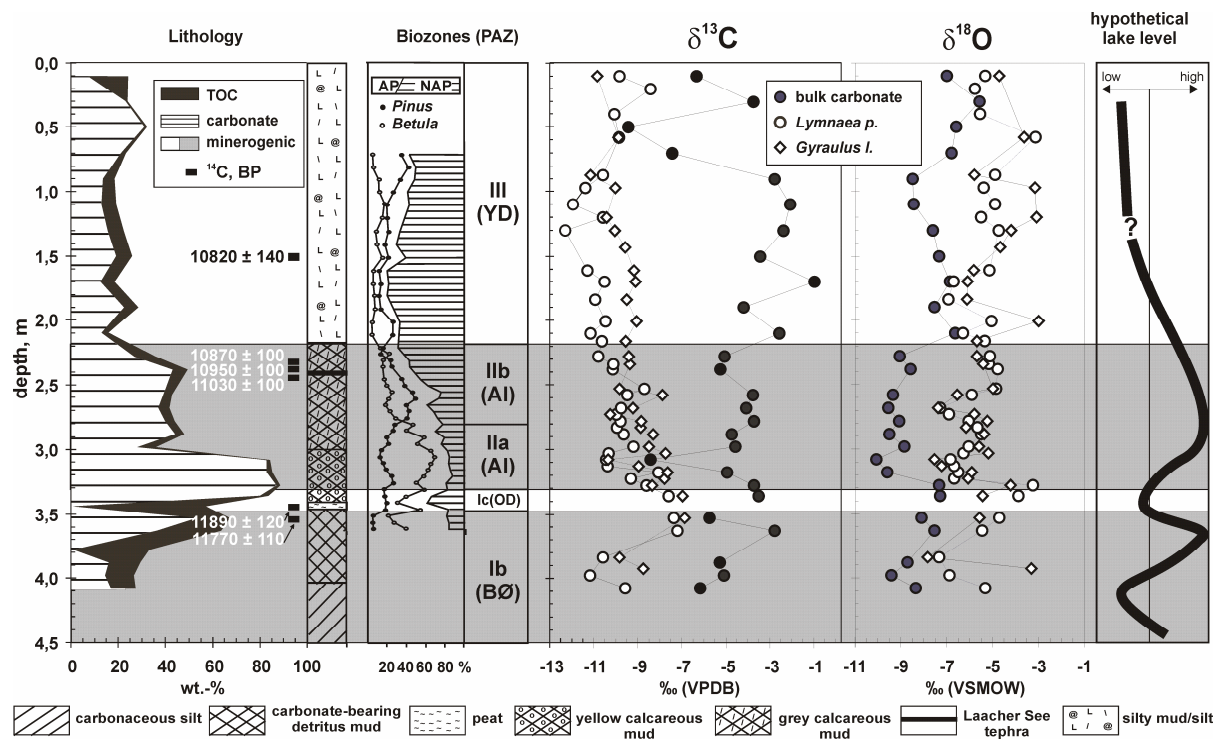 Lithology
Biozones (PAZ)
δ13C
δ18O
hypothetical
lake level
low
high
?
depth, m
0,0
0,5
1,0
1,5
2,0
2,5
3,0
3,5
4,0
4,5
TOC
carbonate
minerogenic
14C, BP
10820 ± 140
10870 ± 100
10950 ± 100
11030 ± 100
11890 ± 120
11770 ± 110
AP NAP
Pinus
Betula
III
(YD)
IIb
(Al)
IIa
(Al)
Ic(OD)
Ib
(BØ)
bulk carbonate
Lymnaea p.
Gyraulus l.
0 20 40 60 80 100
wt.-%
20 40 60 80 %
-13 -11 -9 -7 -5 -3 -1
‰ (VPDB)
-11 -9 -7 -5 -3 -1
‰ (VSMOW)
carbonaceous silt
carbonate-bearing
detritus mud
peat
yellow calcareous
mud
grey calcareous
mud
Laacher See
tephra
silty mud/silt